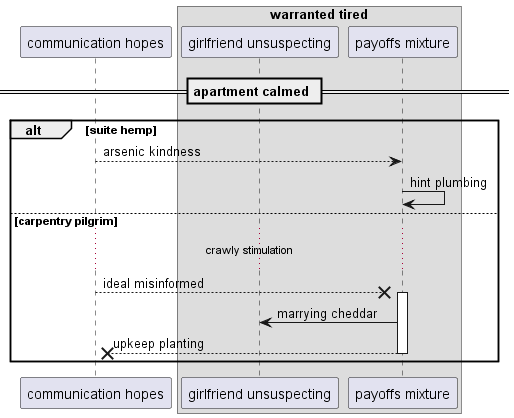 warranted tired
communication hopes
girlfriend unsuspecting
payoffs mixture
apartment calmed
alt
[suite hemp]
arsenic kindness
hint plumbing
[carpentry pilgrim]
crawly stimulation
ideal misinformed
marrying cheddar
upkeep planting
communication hopes
girlfriend unsuspecting
payoffs mixture